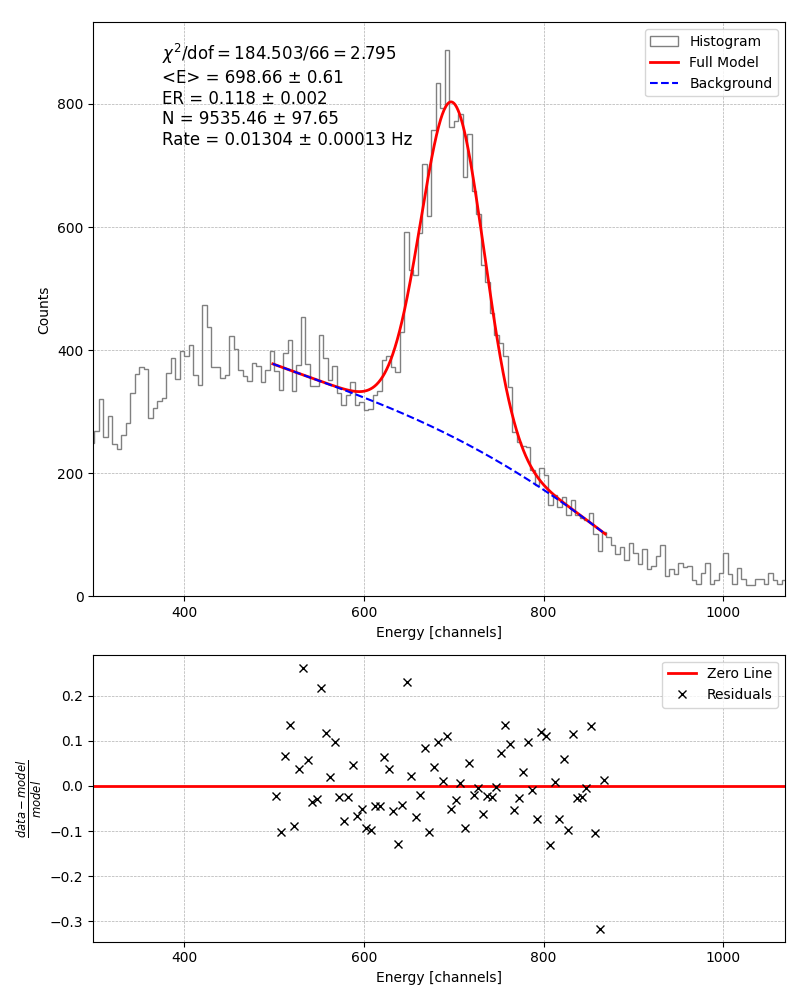 χ²/dof = 184.503/66 = 2.795
<E> = 698.66 ± 0.61
ER = 0.118 ± 0.002
N = 9535.46 ± 97.65
Rate = 0.01304 ± 0.00013 Hz
Histogram
Full Model
Background
Counts
800
600
400
200
0
400 600 800 1000
Energy [channels]
Zero Line
Residuals
data − model
model
0.2
0.1
0.0
−0.1
−0.2
−0.3
400 600 800 1000
Energy [channels]